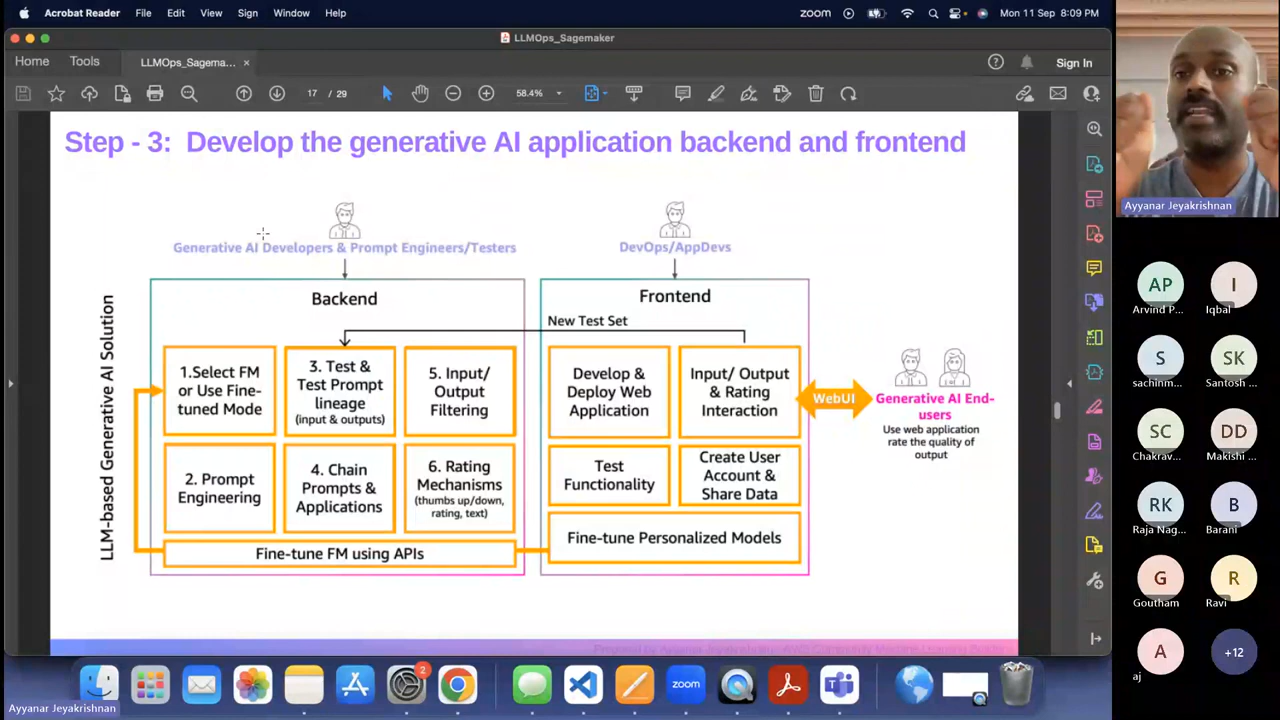 Acrobat Reader File Edit View Sign Window Help
zoom Mon 11 Sep 8:09 PM
LLMOps_Sagemaker
Home Tools LLMOps_Sagema... × Sign In
17 / 29 58.4%
Step - 3: Develop the generative AI application backend and frontend
Generative AI Developers & Prompt Engineers/Testers
DevOps/AppDevs
LLM-based Generative AI Solution
Backend
Frontend
New Test Set
1.Select FM
or Use Fine-
tuned Mode
3. Test &
Test Prompt
lineage
(input & outputs)
5. Input/
Output
Filtering
Develop &
Deploy Web
Application
Input/ Output
& Rating
Interaction
WebUI
Generative AI End-
users
Use web application
rate the quality of
output
2. Prompt
Engineering
4. Chain
Prompts &
Applications
6. Rating
Mechanisms
(thumbs up/down,
rating, text)
Test
Functionality
Create User
Account &
Share Data
Fine-tune FM using APIs
Fine-tune Personalized Models
Ayyanar Jeyakrishnan
AP
Arvind P...
I
Iqbal
S
sachinm...
SK
Santosh ...
SC
Chakrav...
DD
Makishi ...
RK
Raja Nag...
B
Barani
G
Goutham
R
Ravi
A
aj
+12
2
zoom
Ayyanar Jeyakrishnan